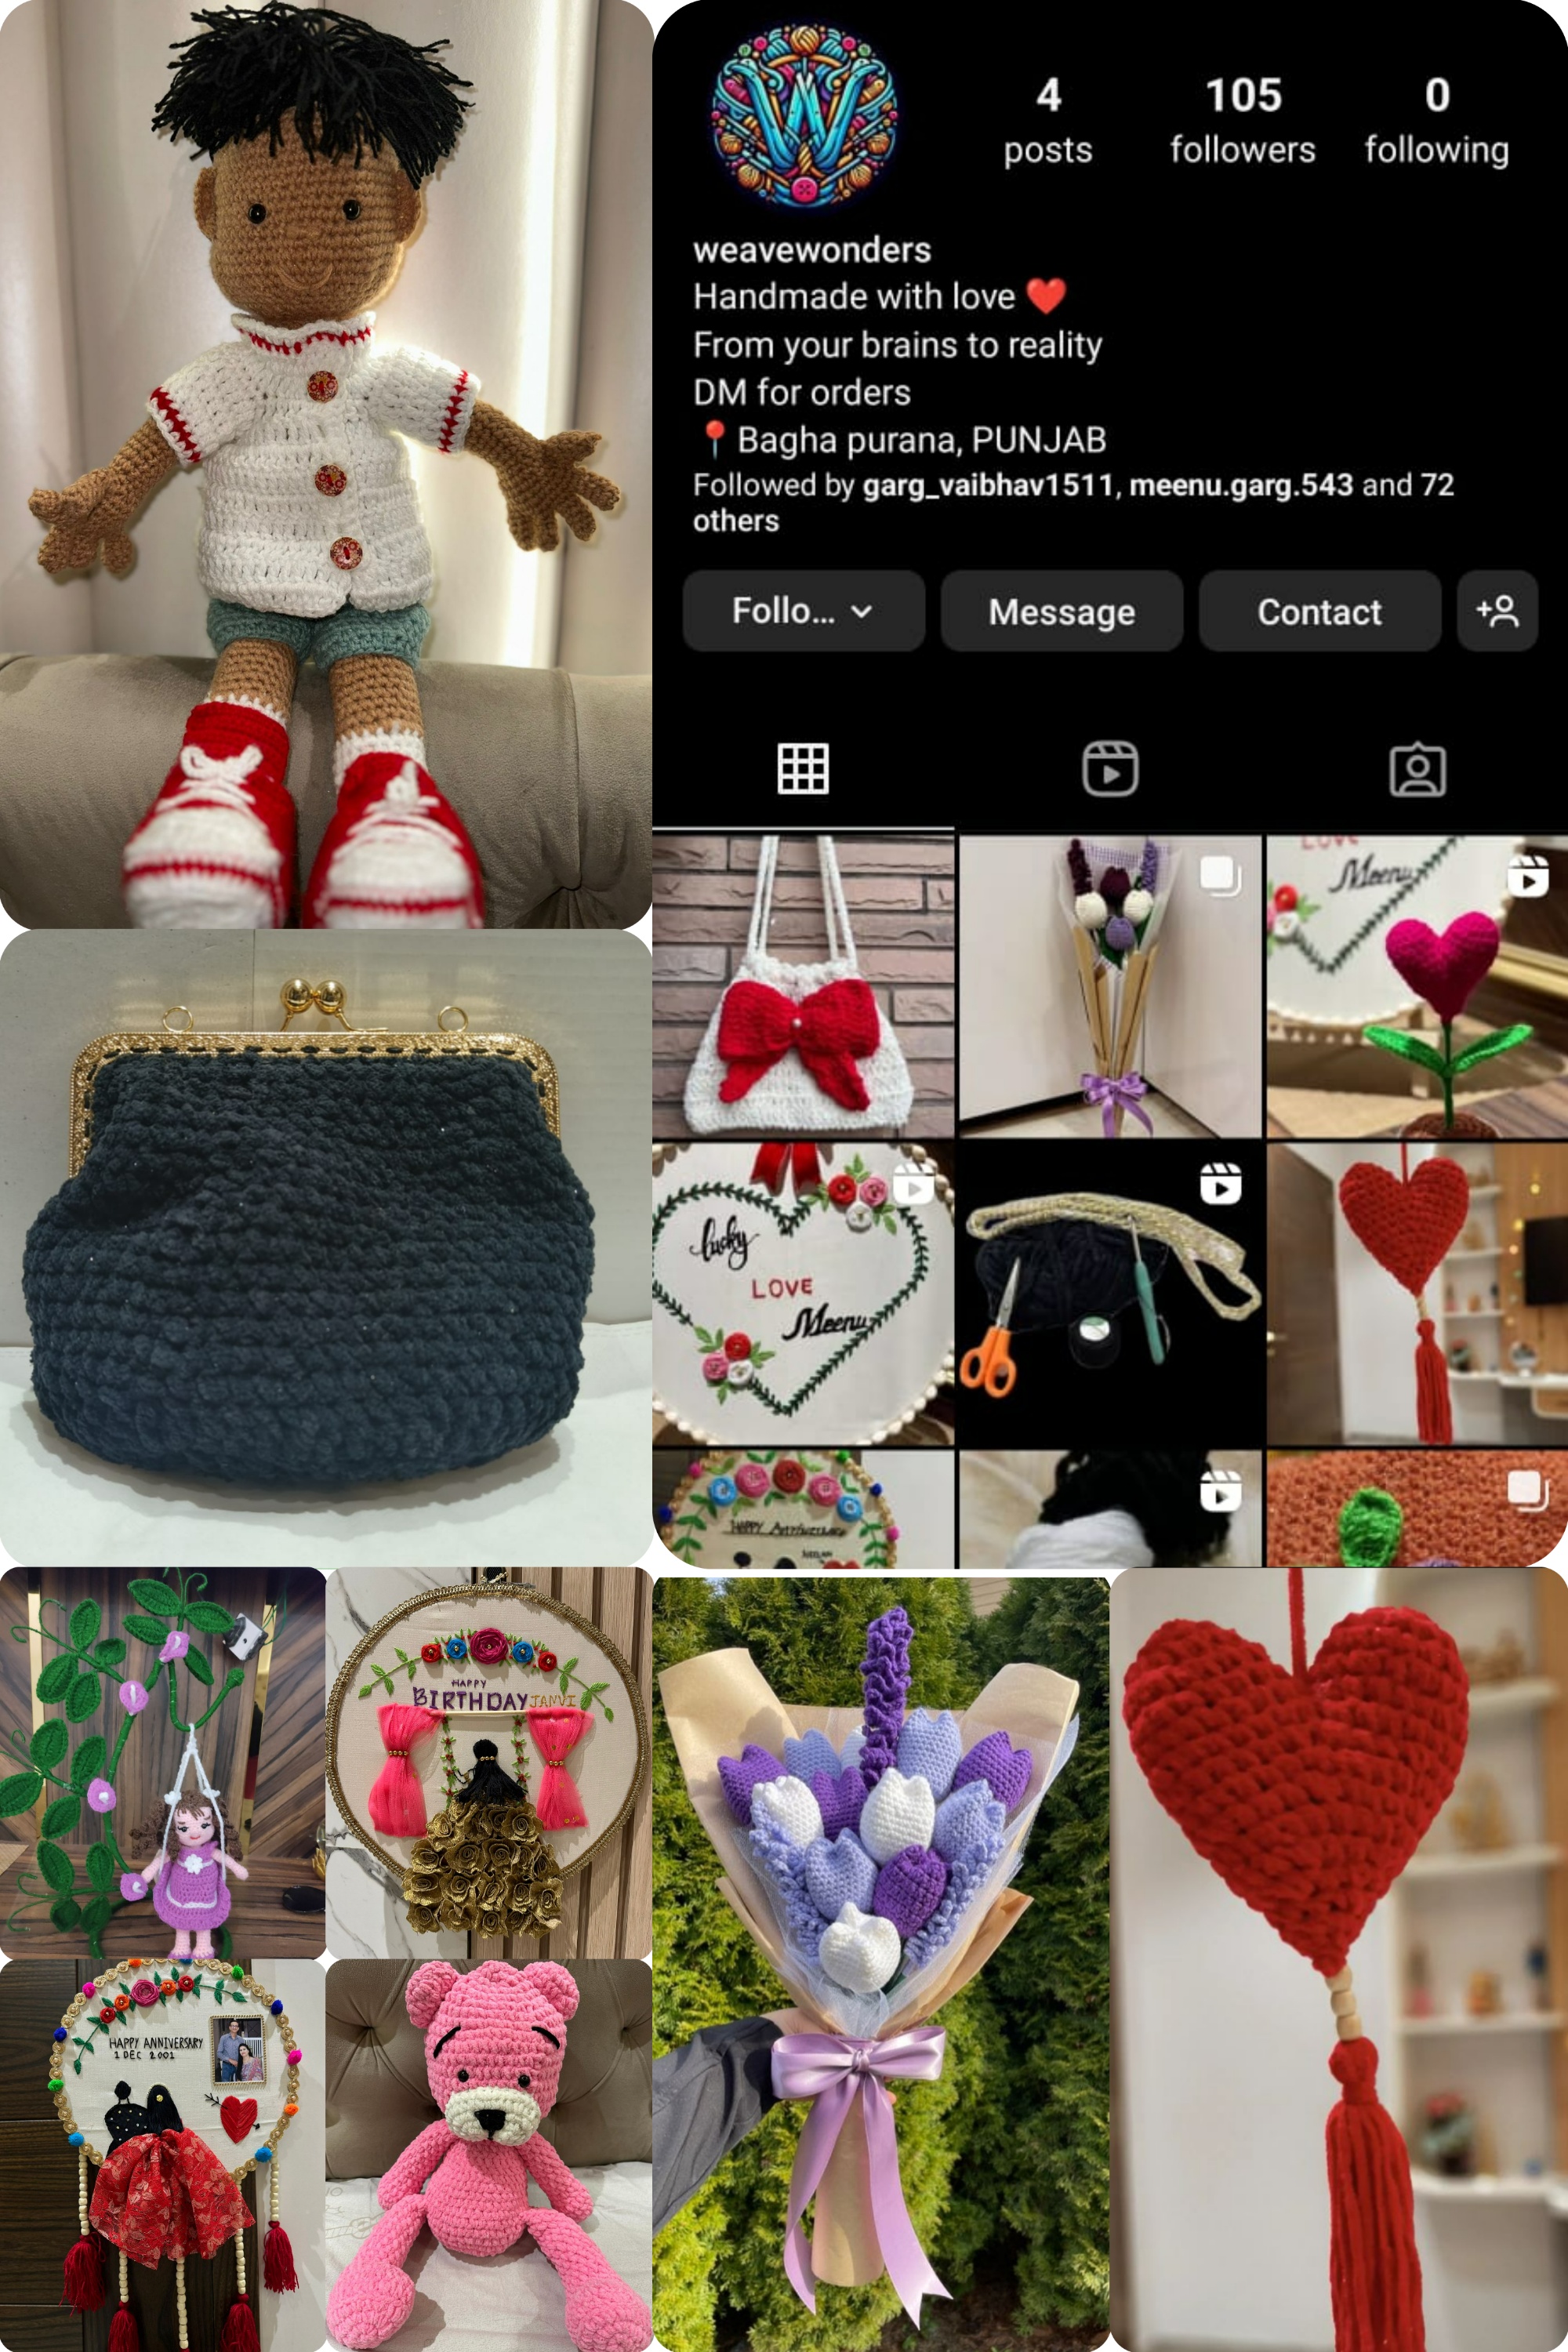 W
4 105 0
posts followers following
weavewonders
Handmade with love ❤️
From your brains to reality
DM for orders
📍 Bagha purana, PUNJAB
Followed by garg_vaibhav1511, meenu.garg.543 and 72
others
Follo...
Message
Contact
LOVE
Meenu
lucky
LOVE
Meenu
HAPPY ANNIVERSARY
NEELAM
HAPPY
BIRTHDAY JANVI
HAPPY ANNIVERSARY
1 DEC 2001